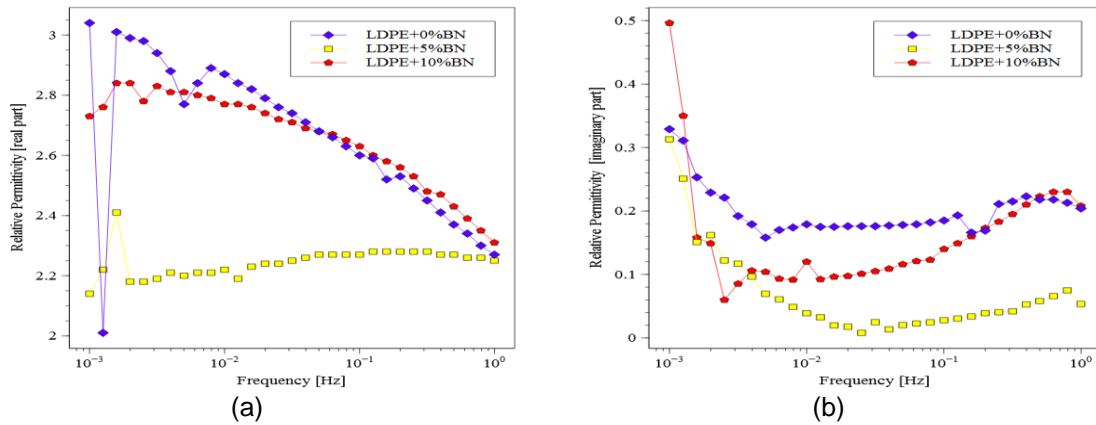 3
2.8
2.6
2.4
2.2
2
Relative Permittivity [real part]
LDPE+0%BN
LDPE+5%BN
LDPE+10%BN
10⁻³
10⁻²
10⁻¹
10⁰
Frequency [Hz]
(a)
0.5
0.4
0.3
0.2
0.1
0
Relative Permittivity [imaginary part]
LDPE+0%BN
LDPE+5%BN
LDPE+10%BN
10⁻³
10⁻²
10⁻¹
10⁰
Frequency [Hz]
(b)